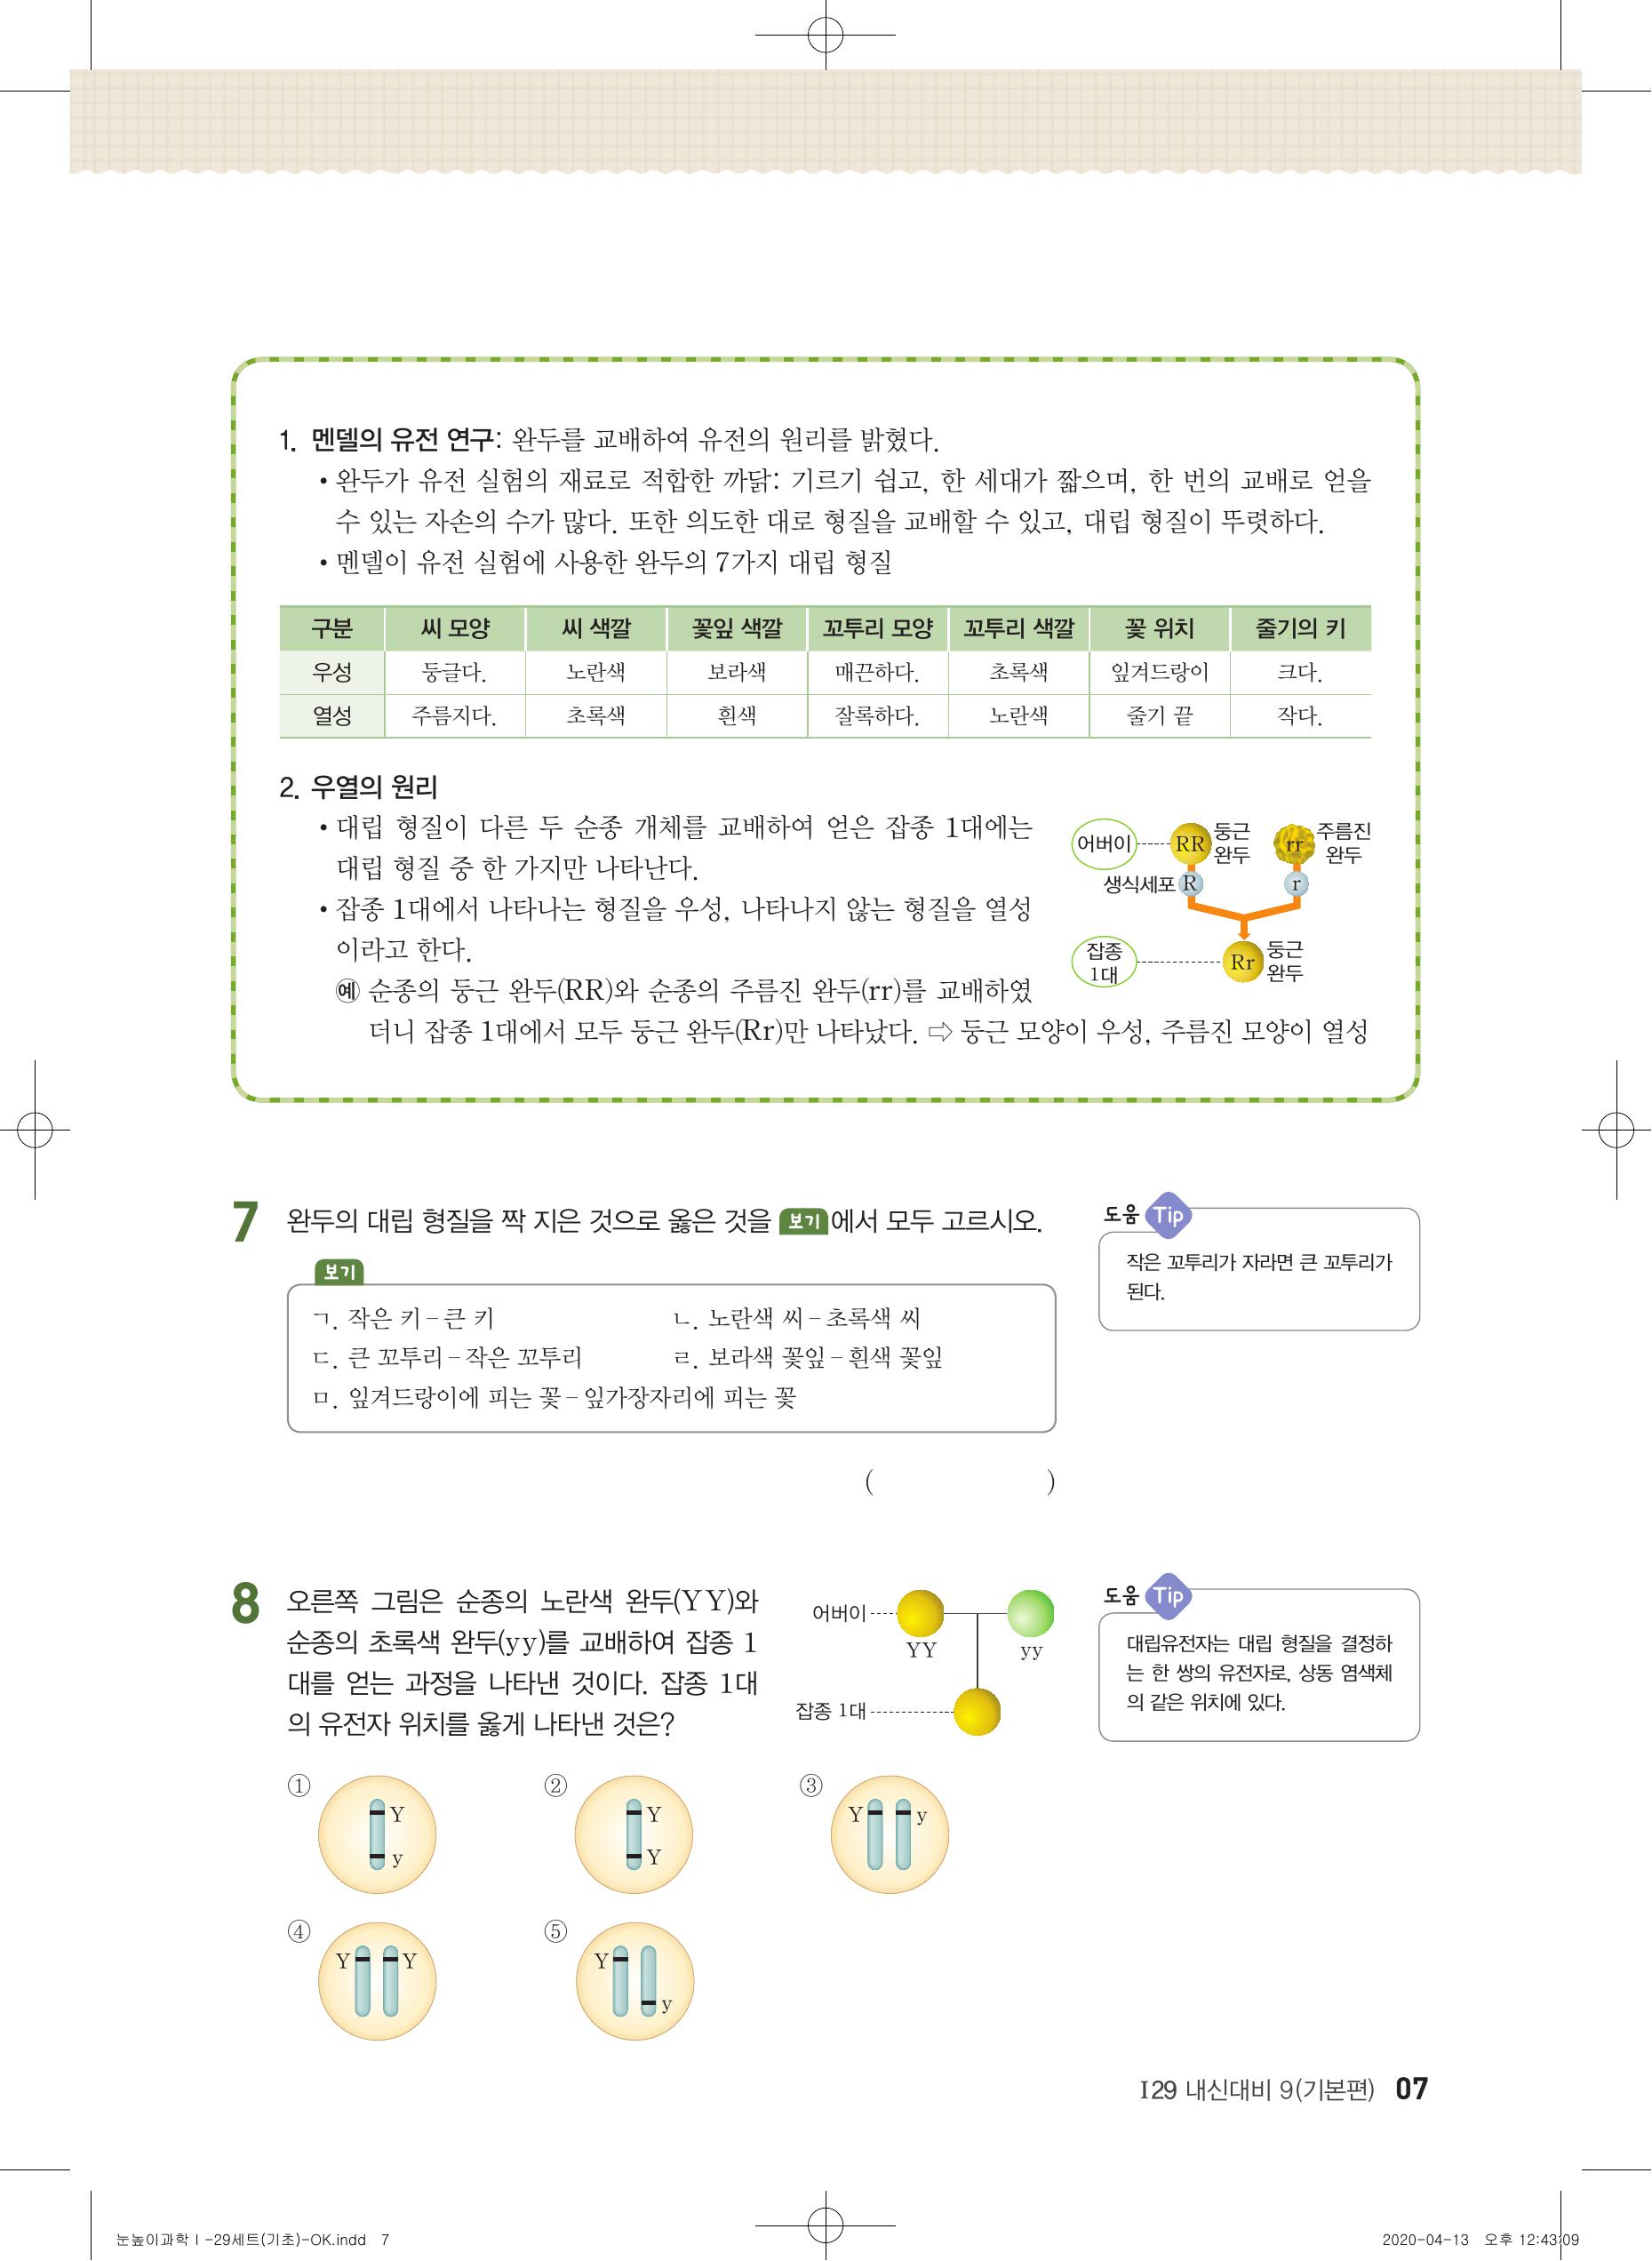 1. 멘델의 유전 연구: 완두를 교배하여 유전의 원리를 밝혔다.
• 완두가 유전 실험의 재료로 적합한 까닭: 기르기 쉽고, 한 세대가 짧으며, 한 번의 교배로 얻을
수 있는 자손의 수가 많다. 또한 의도한 대로 형질을 교배할 수 있고, 대립 형질이 뚜렷하다.
• 멘델이 유전 실험에 사용한 완두의 7가지 대립 형질
구분 씨 모양 씨 색깔 꽃잎 색깔 꼬투리 모양 꼬투리 색깔 꽃 위치 줄기의 키
우성 둥글다. 노란색 보라색 매끈하다. 초록색 잎겨드랑이 크다.
열성 주름지다. 초록색 흰색 잘록하다. 노란색 줄기 끝 작다.
2. 우열의 원리
• 대립 형질이 다른 두 순종 개체를 교배하여 얻은 잡종 1대에는
대립 형질 중 한 가지만 나타난다.
• 잡종 1대에서 나타나는 형질을 우성, 나타나지 않는 형질을 열성
이라고 한다.
예 순종의 둥근 완두(RR)와 순종의 주름진 완두(rr)를 교배하였
더니 잡종 1대에서 모두 둥근 완두(Rr)만 나타났다. ⇨ 둥근 모양이 우성, 주름진 모양이 열성
어버이 RR 둥근 완두 rr 주름진 완두
생식세포 R r
잡종 1대 Rr 둥근 완두
7 완두의 대립 형질을 짝 지은 것으로 옳은 것을 보기 에서 모두 고르시오.
보기
ㄱ. 작은 키 – 큰 키 ㄴ. 노란색 씨 – 초록색 씨
ㄷ. 큰 꼬투리 – 작은 꼬투리 ㄹ. 보라색 꽃잎 – 흰색 꽃잎
ㅁ. 잎겨드랑이에 피는 꽃 – 잎가장자리에 피는 꽃
( )
도움 Tip
작은 꼬투리가 자라면 큰 꼬투리가
된다.
8 오른쪽 그림은 순종의 노란색 완두(YY)와
순종의 초록색 완두(yy)를 교배하여 잡종 1
대를 얻는 과정을 나타낸 것이다. 잡종 1대
의 유전자 위치를 옳게 나타낸 것은?
어버이
YY yy
잡종 1대
도움 Tip
대립유전자는 대립 형질을 결정하
는 한 쌍의 유전자로, 상동 염색체
의 같은 위치에 있다.
① Y y
② Y Y
③ Y y
④ Y Y
⑤ Y y
I29 내신대비 9(기본편) 07
눈높이과학Ⅰ-29세트(기초)-OK.indd 7
2020-04-13 오후 12:43:09